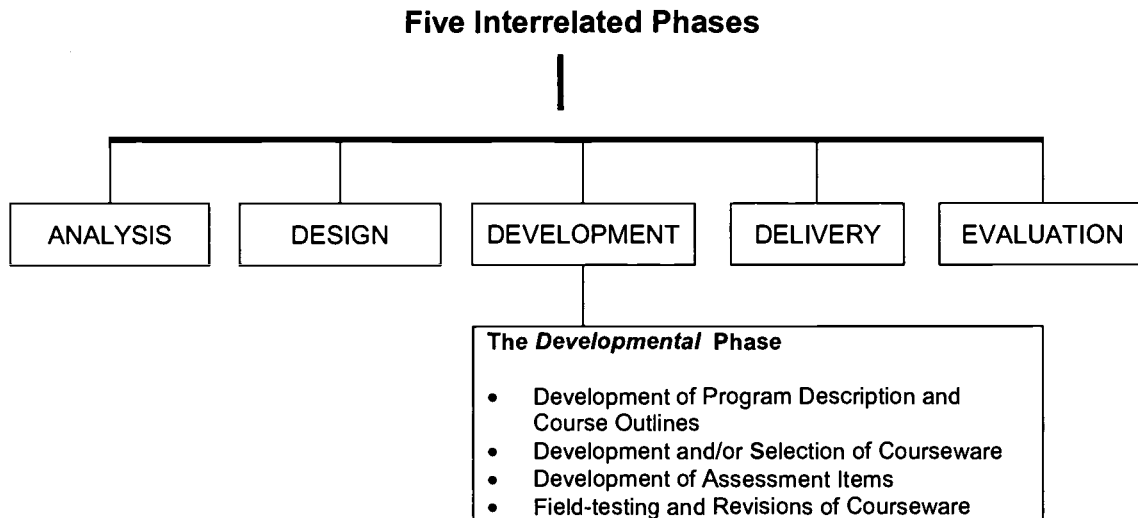 Five Interrelated Phases
ANALYSIS
DESIGN
DEVELOPMENT
DELIVERY
EVALUATION
The Developmental Phase
• Development of Program Description and
Course Outlines
• Development and/or Selection of Courseware
• Development of Assessment Items
• Field-testing and Revisions of Courseware